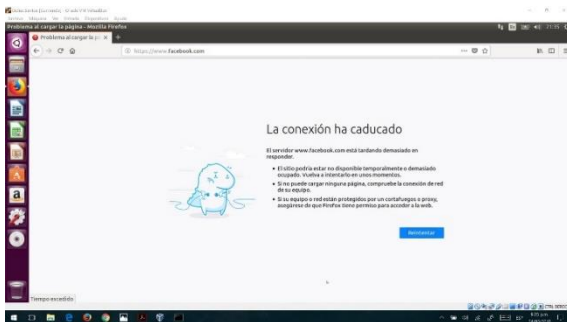 Problema al cargar la página - Mozilla Firefox
21:35
Problema al cargar la pá
https://www.facebook.com
La conexión ha caducado
El servidor www.facebook.com está tardando demasiado en
responder.
El sitio podría estar no disponible temporalmente o demasiado
ocupado. Vuelva a intentarlo en unos momentos.
Si no puede cargar ninguna página, compruebe la conexión de red
de su equipo.
Si su equipo o red están protegidos por un cortafuegos o proxy,
asegúrese de que Firefox tiene permiso para acceder a la web.
Reintentar
Tiempo excedido